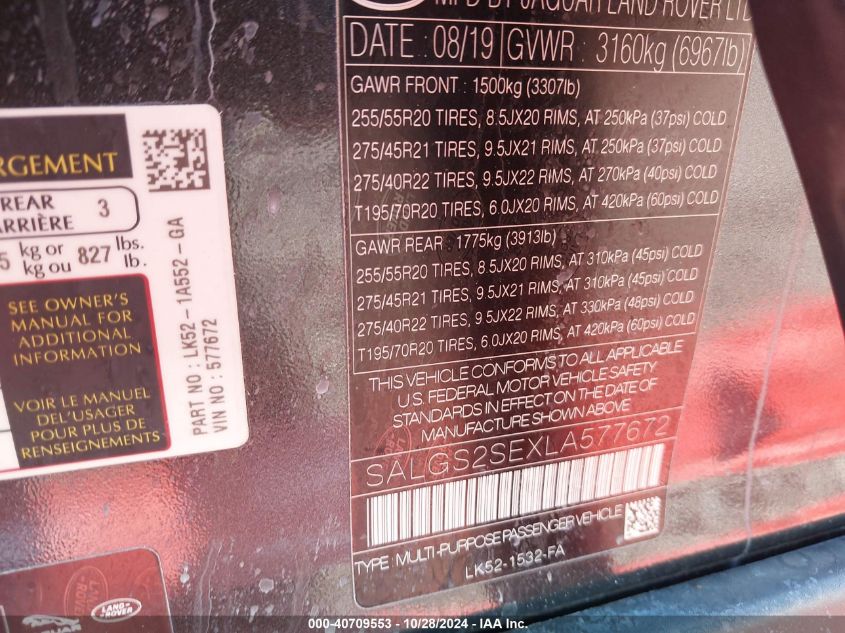 MFD BY JAGUAR LAND ROVER LTD
DATE : 08/19 GVWR : 3160kg (6967lb)
GAWR FRONT : 1500kg (3307lb)
255/55R20 TIRES, 8.5JX20 RIMS, AT 250kPa (37psi) COLD
275/45R21 TIRES, 9.5JX21 RIMS, AT 250kPa (37psi) COLD
275/40R22 TIRES, 9.5JX22 RIMS, AT 270kPa (40psi) COLD
T195/70R20 TIRES, 6.0JX20 RIMS, AT 420kPa (60psi) COLD
GAWR REAR : 1775kg (3913lb)
255/55R20 TIRES, 8.5JX20 RIMS, AT 310kPa (45psi) COLD
275/45R21 TIRES, 9.5JX21 RIMS, AT 310kPa (45psi) COLD
275/40R22 TIRES, 9.5JX22 RIMS, AT 330kPa (48psi) COLD
T195/70R20 TIRES, 6.0JX20 RIMS, AT 420kPa (60psi) COLD
THIS VEHICLE CONFORMS TO ALL APPLICABLE
U.S. FEDERAL MOTOR VEHICLE SAFETY
STANDARDS IN EFFECT ON THE DATE OF
MANUFACTURE SHOWN ABOVE
SALGS2SEXLA577672
TYPE : MULTI-PURPOSE PASSENGER VEHICLE
LK52-1532-FA
REAR 3
kg or 827 lbs.
kg ou lb.
SEE OWNER'S
MANUAL FOR
ADDITIONAL
INFORMATION
VOIR LE MANUEL
DE L'USAGER
POUR PLUS DE
RENSEIGNEMENTS
PART NO : LK52 - 1A552 - GA
VIN NO : 577672
LAND-ROVER
000-40709553 - 10/28/2024 - IAA Inc.